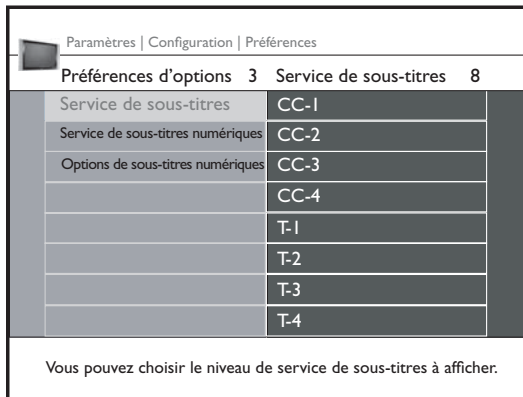 Paramètres | Configuration | Préférences
Préférences d'options 3 Service de sous-titres 8
Service de sous-titres CC-1
Service de sous-titres numériques CC-2
Options de sous-titres numériques CC-3
CC-4
T-1
T-2
T-3
T-4
Vous pouvez choisir le niveau de service de sous-titres à afficher.